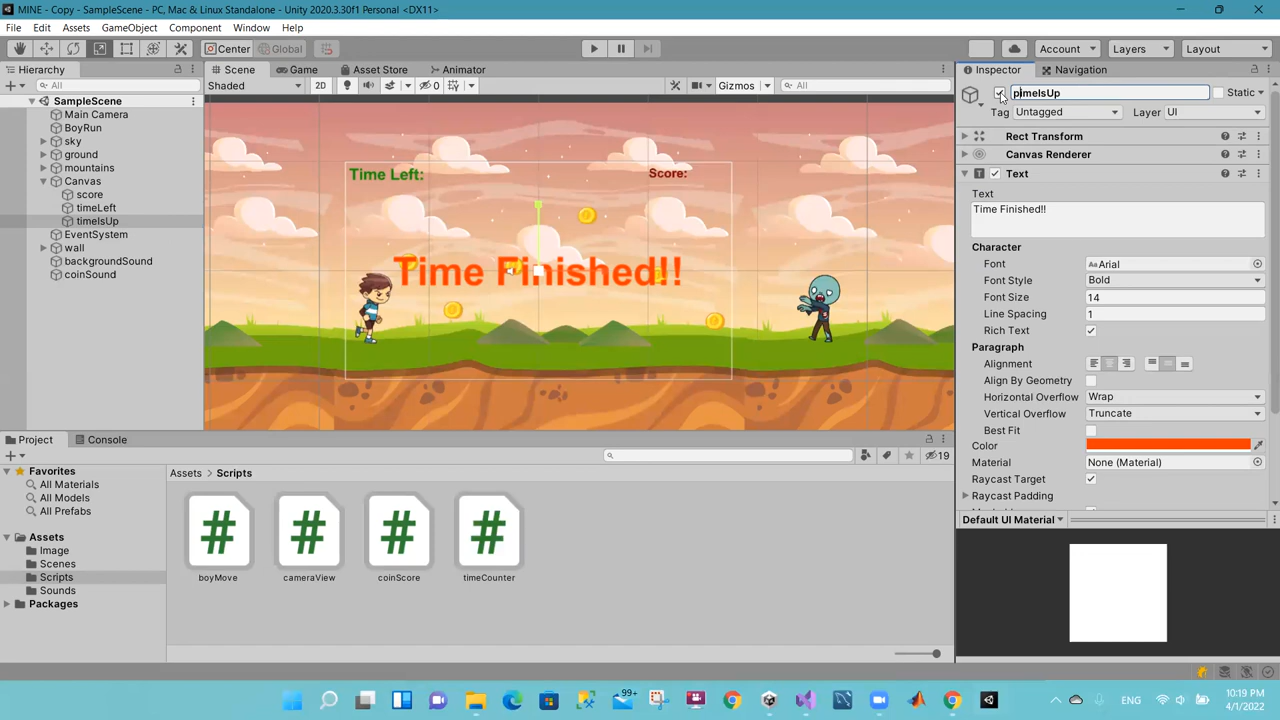 MINE - Copy - SampleScene - PC, Mac & Linux Standalone - Unity 2020.3.30f1 Personal <DX11>
File Edit Assets GameObject Component Window Help
Center Global Account Layers Layout
Hierarchy
All
SampleScene
Main Camera
BoyRun
sky
ground
mountains
Canvas
score
timeLeft
timeIsUp
EventSystem
wall
backgroundSound
coinSound
Scene Game Asset Store Animator
Shaded 2D 0 Gizmos All
Time Left: Score:
Time Finished!!
Inspector Navigation
pimeIsUp Static
Tag Untagged Layer UI
Rect Transform
Canvas Renderer
Text
Text
Time Finished!!
Character
Font Arial
Font Style Bold
Font Size 14
Line Spacing 1
Rich Text
Paragraph
Alignment
Align By Geometry
Horizontal Overflow Wrap
Vertical Overflow Truncate
Best Fit
Color
Material None (Material)
Raycast Target
Raycast Padding
Default UI Material
Project Console
19
Favorites
All Materials
All Models
All Prefabs
Assets
Image
Scenes
Scripts
Sounds
Packages
Assets > Scripts
boyMove cameraView coinScore timeCounter
99+
ENG
10:19 PM
4/1/2022